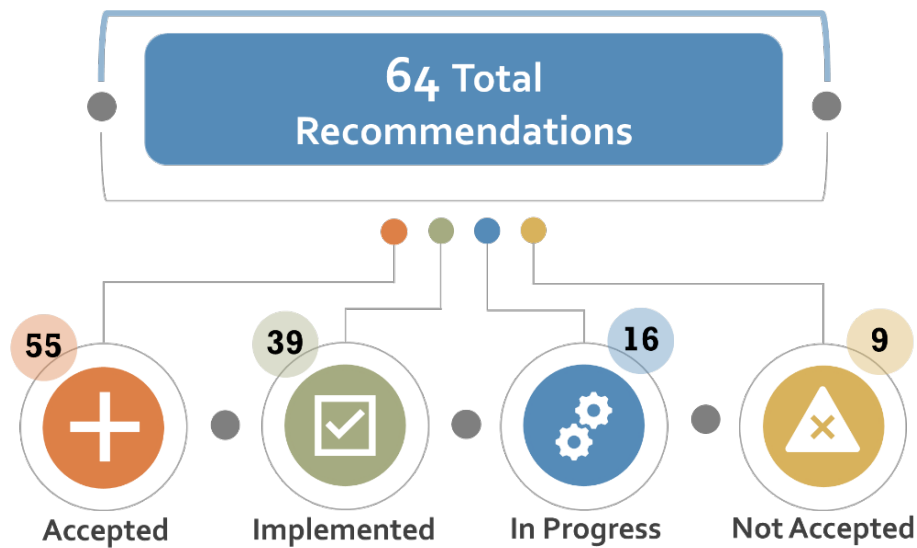 64 Total
Recommendations
55
39
16
9
Accepted
Implemented
In Progress
Not Accepted